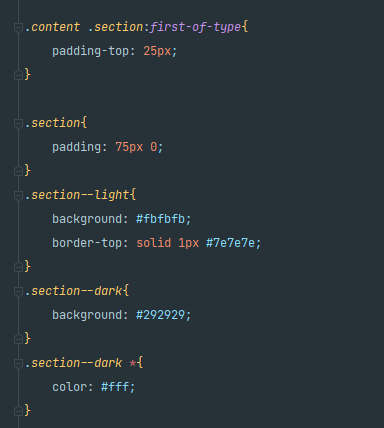 .content .section:first-of-type{
    padding-top: 25px;
}

.section{
    padding: 75px 0;
}
.section--light{
    background: #fbfbfb;
    border-top: solid 1px #7e7e7e;
}
.section--dark{
    background: #292929;
}
.section--dark *{
    color: #fff;
}